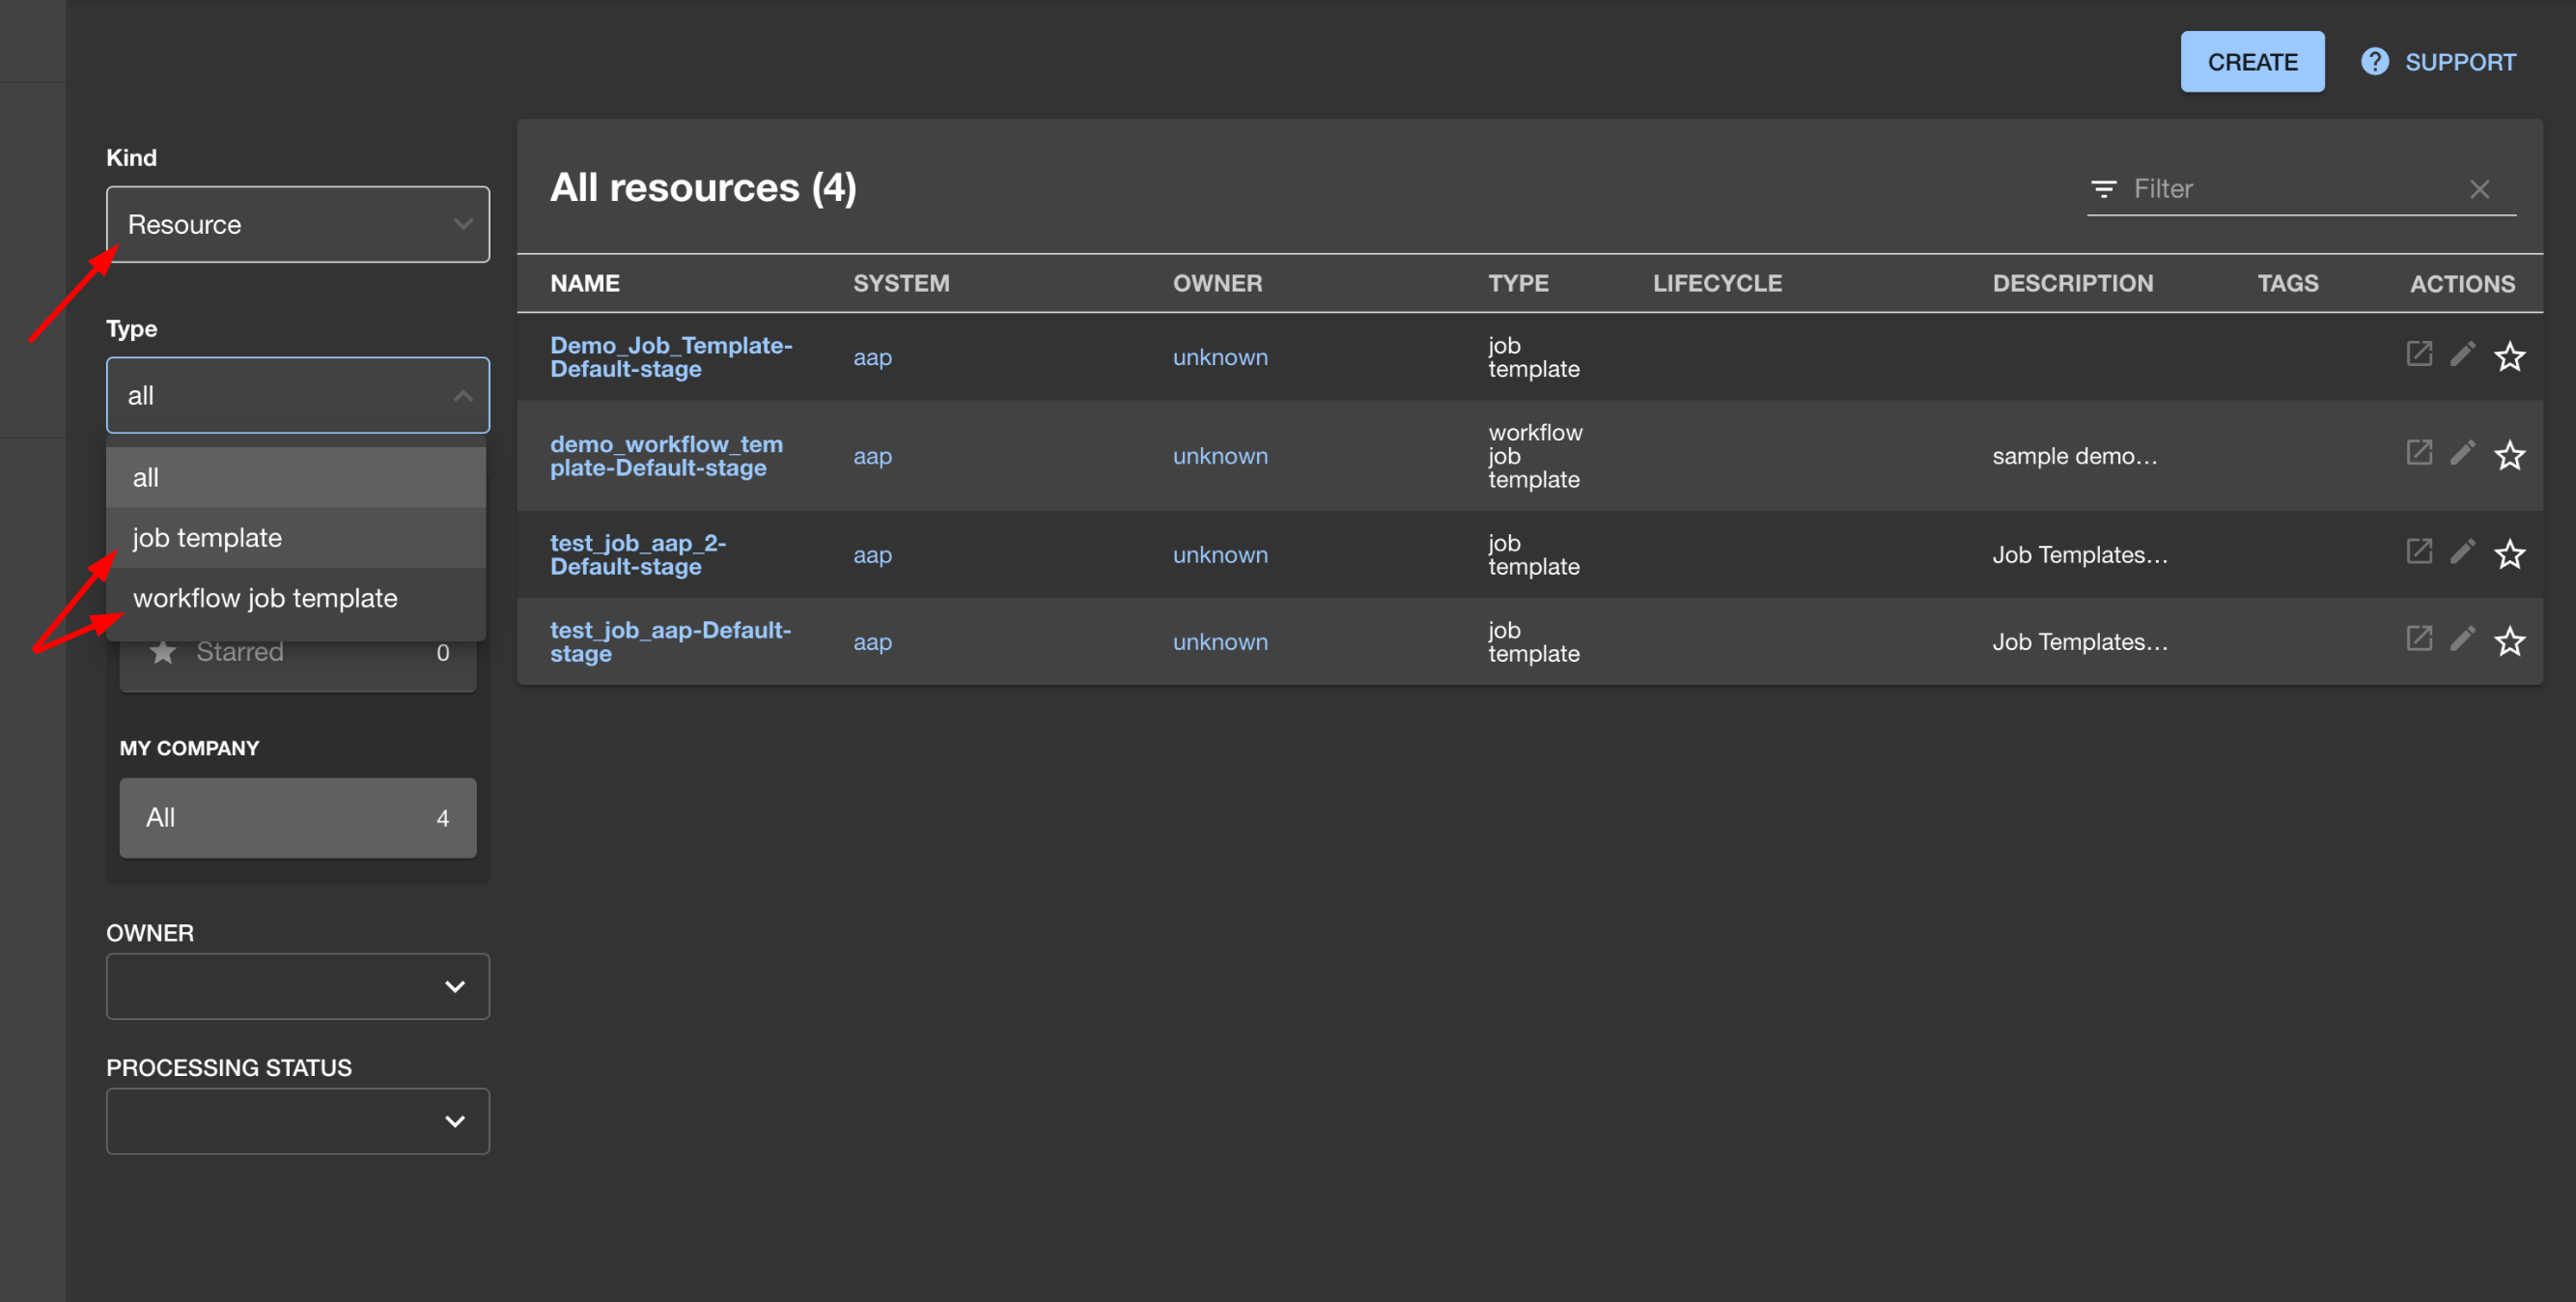 CREATE
? SUPPORT
Kind
Resource
Type
all
all
job template
workflow job template
Starred 0
MY COMPANY
All 4
OWNER
PROCESSING STATUS
All resources (4)
Filter
NAME SYSTEM OWNER TYPE LIFECYCLE DESCRIPTION TAGS ACTIONS
Demo_Job_Template-
Default-stage
aap
unknown
job
template
demo_workflow_tem
plate-Default-stage
aap
unknown
workflow
job
template
sample demo…
test_job_aap_2-
Default-stage
aap
unknown
job
template
Job Templates…
test_job_aap-Default-
stage
aap
unknown
job
template
Job Templates…